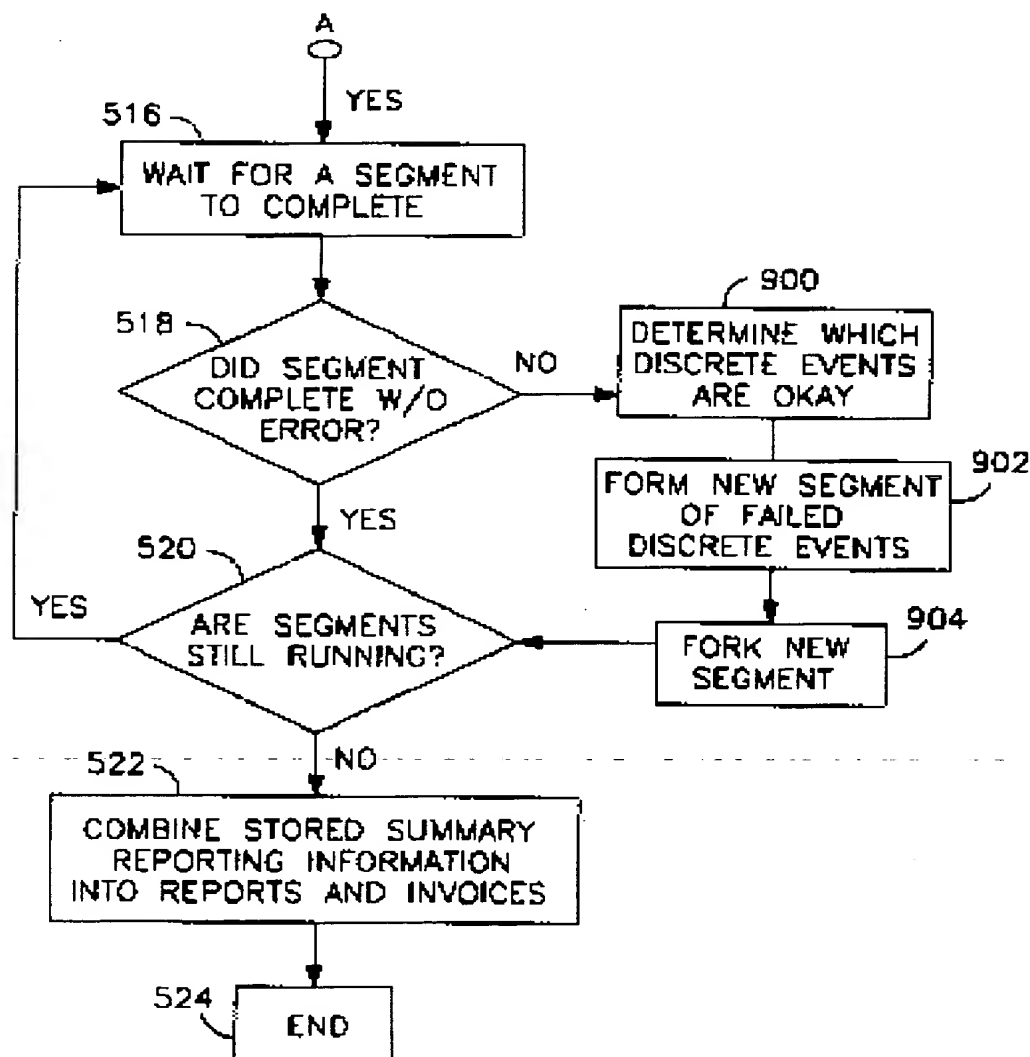 A
YES
516
WAIT FOR A SEGMENT
TO COMPLETE
518
DID SEGMENT
COMPLETE W/O
ERROR?
NO
900
DETERMINE WHICH
DISCRETE EVENTS
ARE OKAY
902
FORM NEW SEGMENT
OF FAILED
DISCRETE EVENTS
904
FORK NEW
SEGMENT
YES
520
ARE SEGMENTS
STILL RUNNING?
YES
NO
522
COMBINE STORED SUMMARY
REPORTING INFORMATION
INTO REPORTS AND INVOICES
524
END